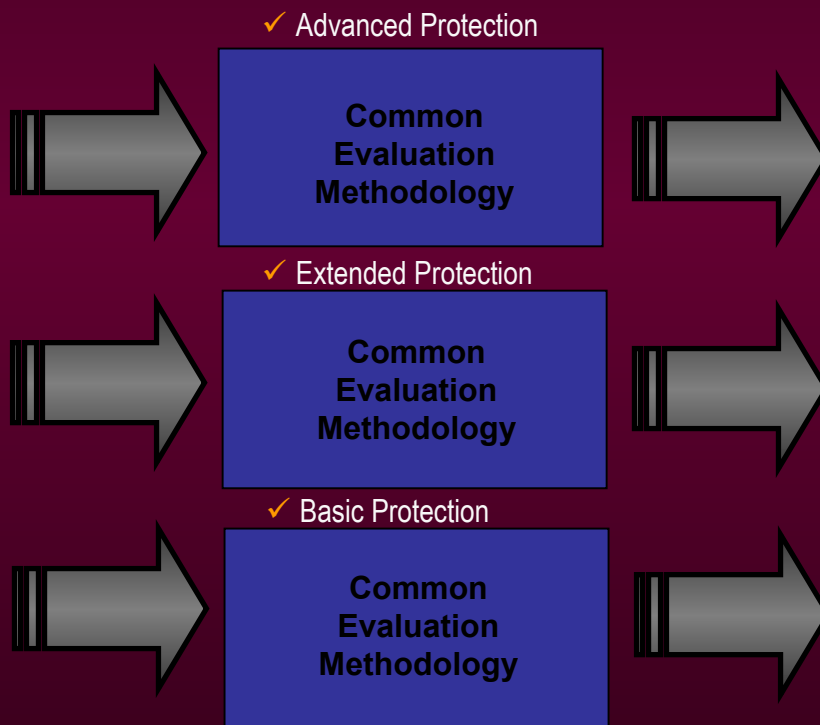 ✓ Advanced Protection
Common
Evaluation
Methodology
✓ Extended Protection
Common
Evaluation
Methodology
✓ Basic Protection
Common
Evaluation
Methodology